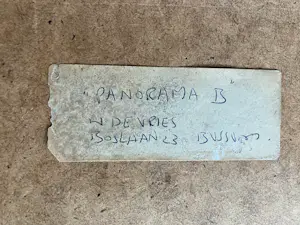 "PANORAMA B
W DE VRIES
BOSLAAN 23 BUSSUM